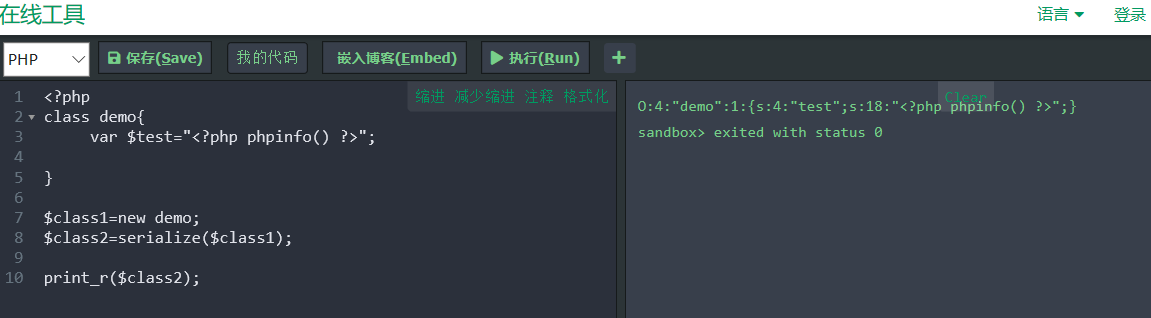 在线工具
语言 登录
PHP 保存(Save) 我的代码 嵌入博客(Embed) 执行(Run) +
缩进 减少缩进 注释 格式化
1 <?php
2 class demo{
3 var $test="<?php phpinfo() ?>";
4
5 }
6
7 $class1=new demo;
8 $class2=serialize($class1);
9
10 print_r($class2);
Clear
O:4:"demo":1:{s:4:"test";s:18:"<?php phpinfo() ?>";}
sandbox> exited with status 0